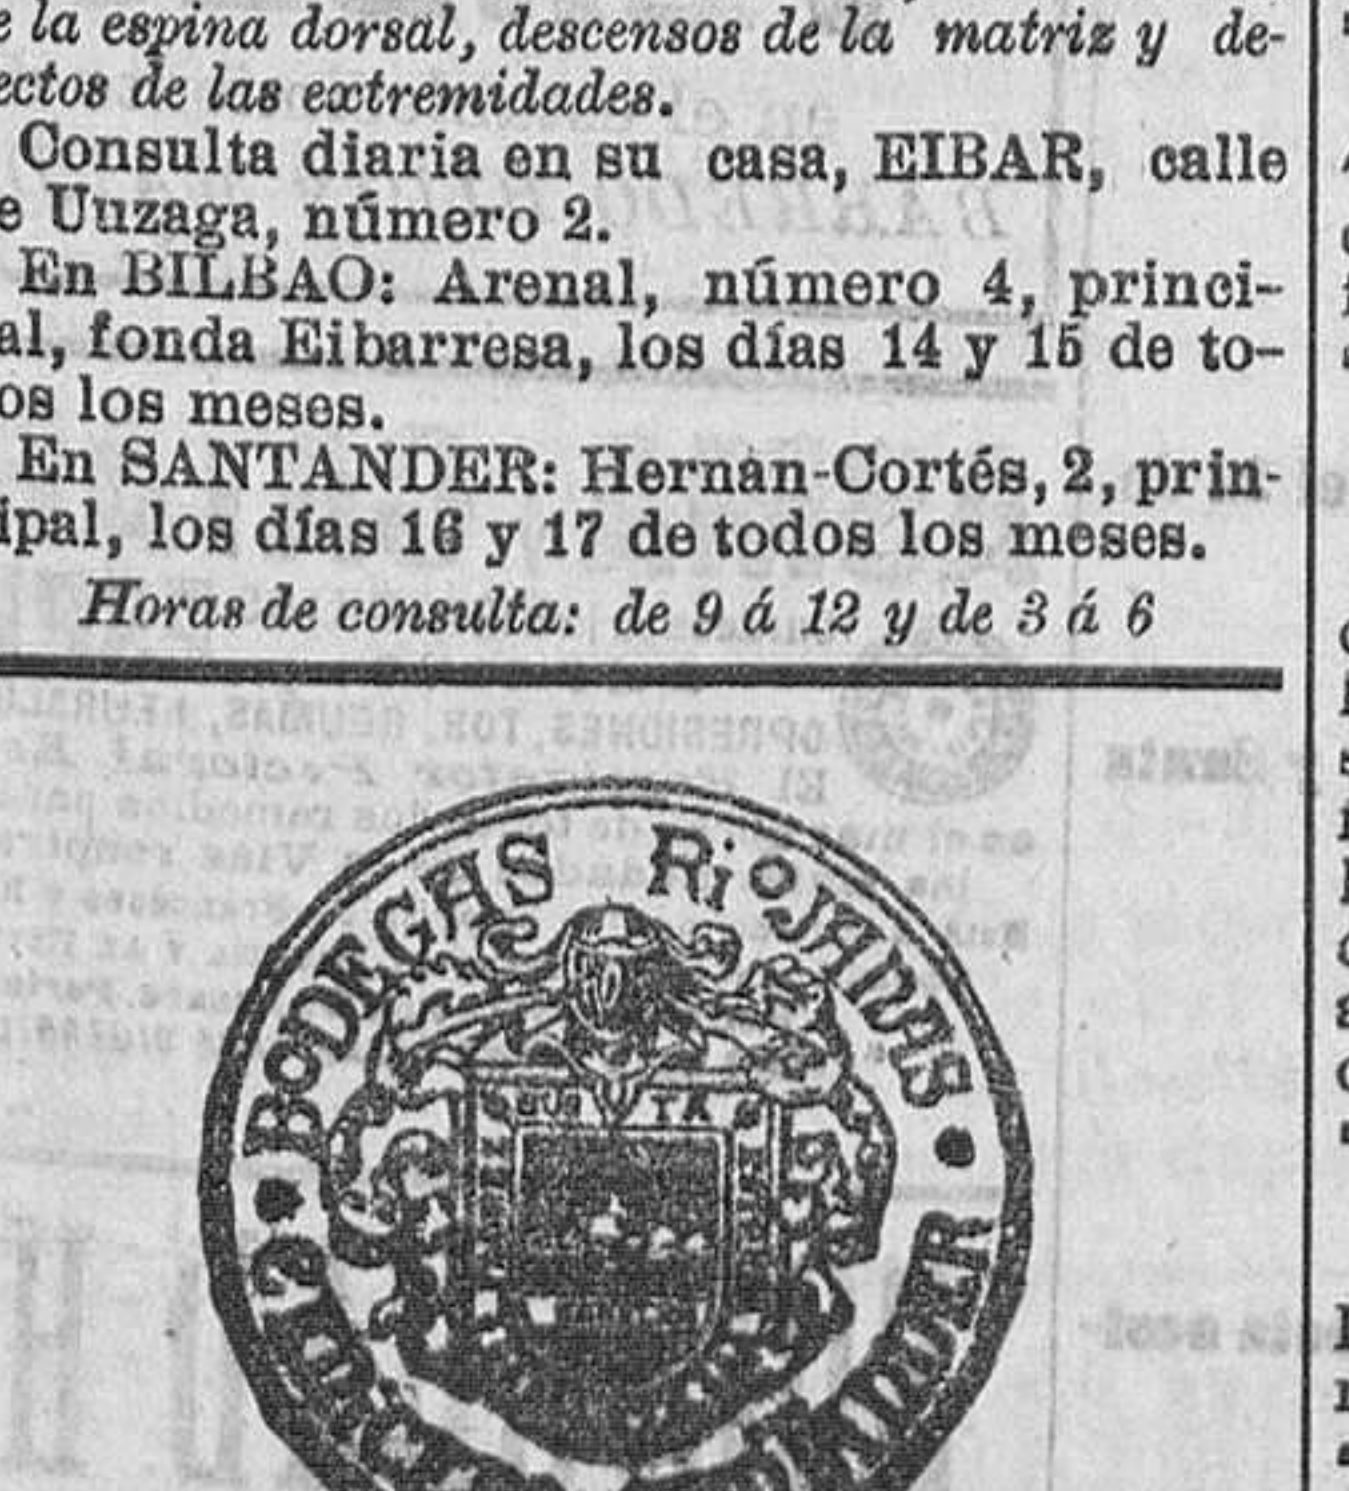 e la espina dorsal, descensos de la matriz y de-
ectos de las extremidades.
Consulta diaria en su casa, EIBAR, calle
e Unzaga, número 2.
En BILBAO: Arenal, número 4, princi-
al, fonda Eibarresa, los días 14 y 15 de to-
os los meses.
En SANTANDER: Hernán-Cortés, 2, prin-
ipal, los días 16 y 17 de todos los meses.
Horas de consulta: de 9 á 12 y de 3 á 6
BODEGAS RiOJANAS